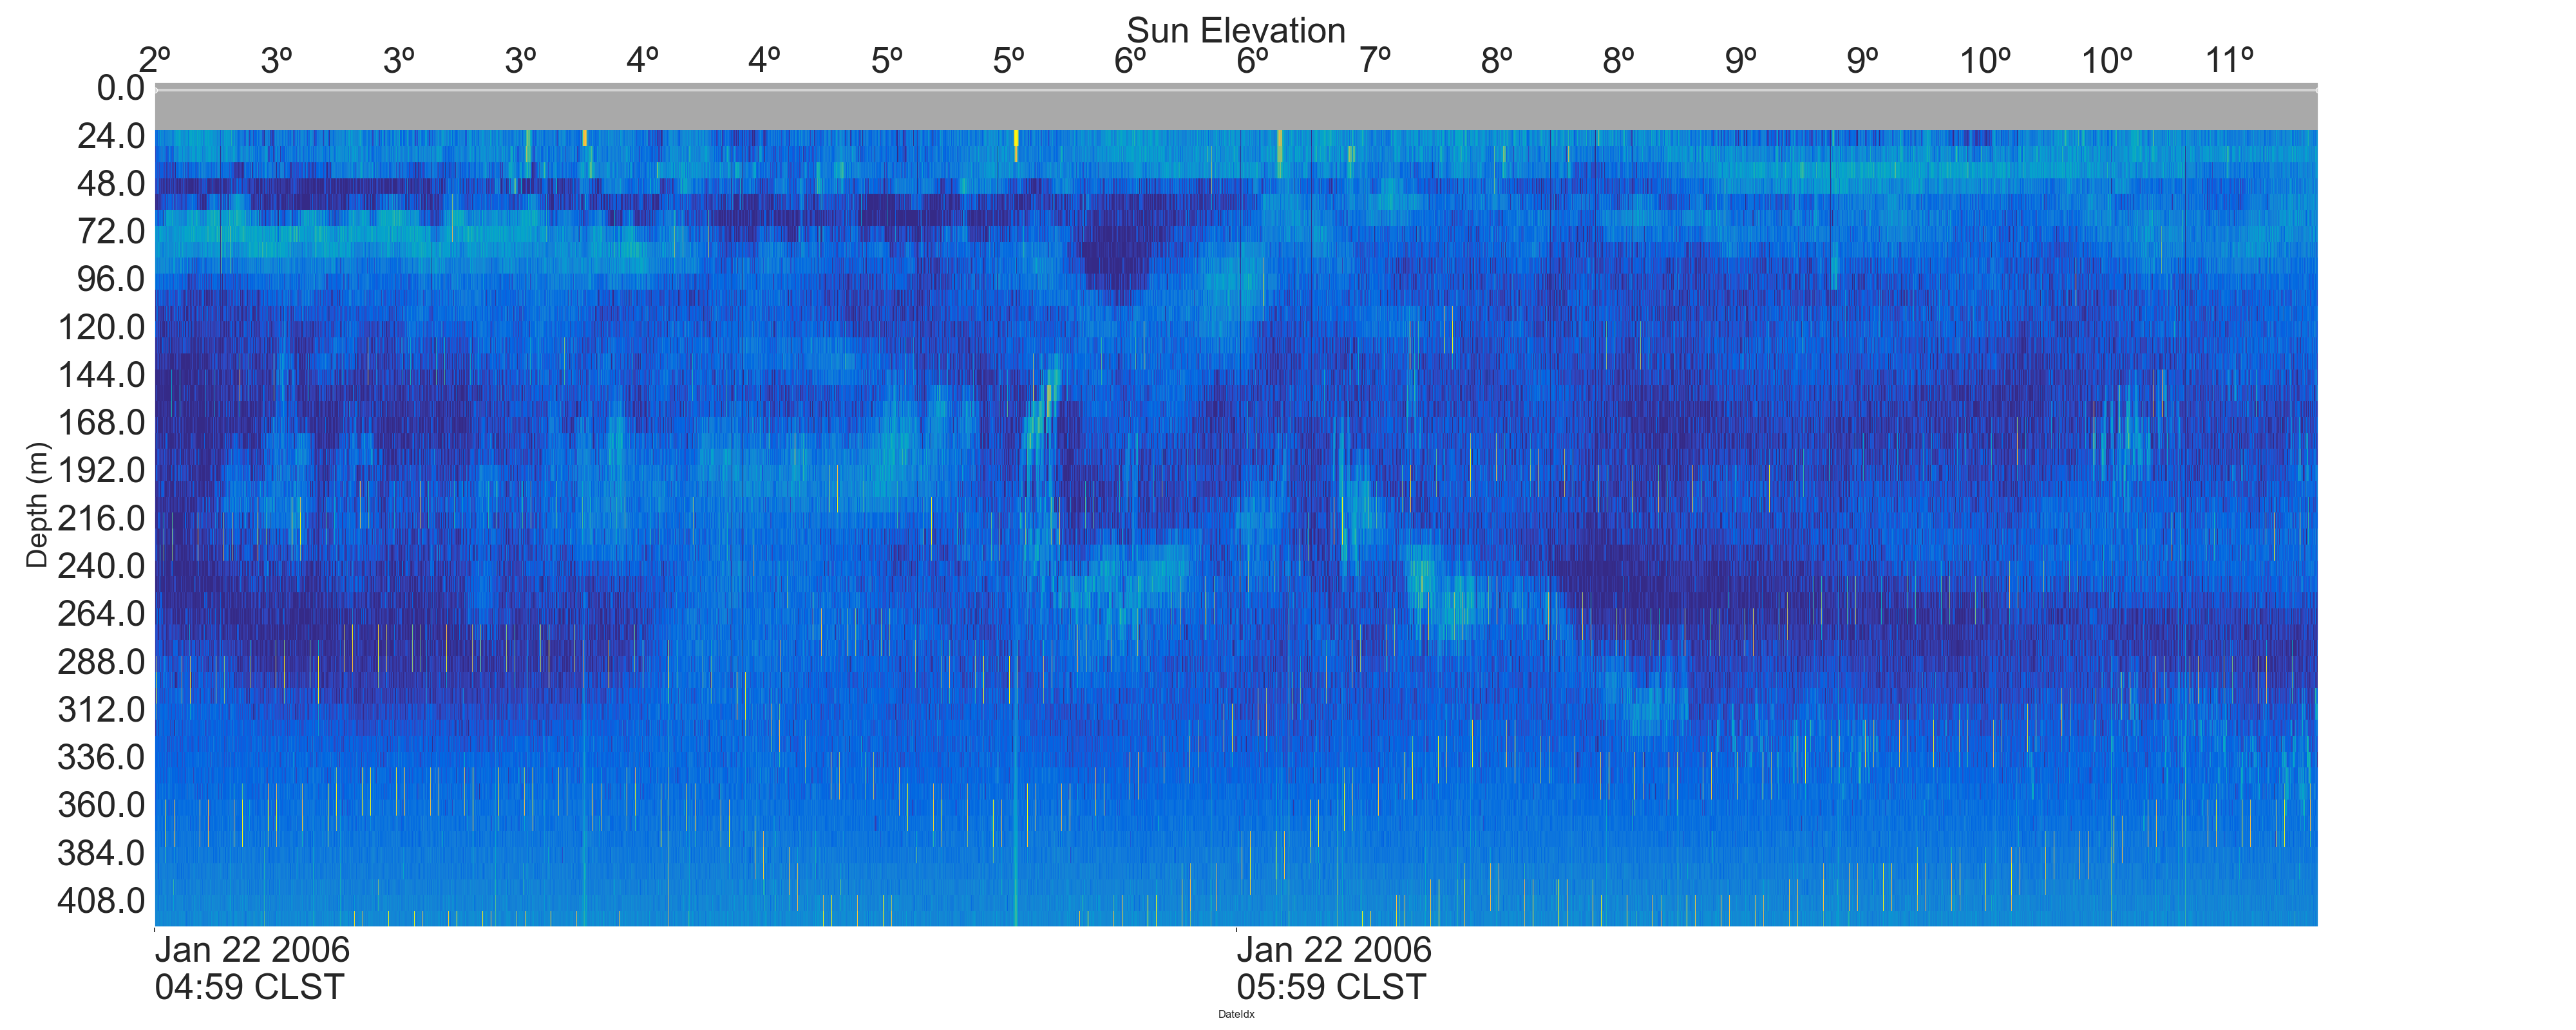 Sun Elevation
2º 3º 3º 3º 4º 4º 5º 5º 6º 6º 7º 8º 8º 9º 9º 10º 10º 11º
0.0
24.0
48.0
72.0
96.0
120.0
144.0
168.0
192.0
216.0
240.0
264.0
288.0
312.0
336.0
360.0
384.0
408.0
Depth (m)
Jan 22 2006
04:59 CLST
Jan 22 2006
05:59 CLST
DateIdx